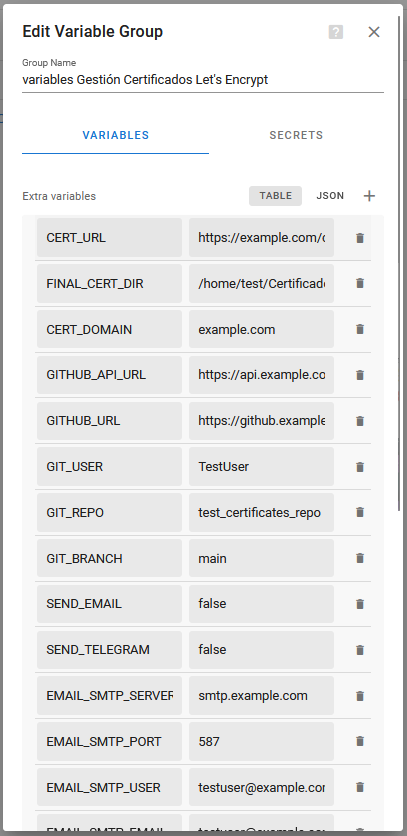 Edit Variable Group
?
Group Name
variables Gestión Certificados Let's Encrypt
VARIABLES SECRETS
Extra variables TABLE JSON
CERT_URL https://example.com/c
FINAL_CERT_DIR /home/test/Certificado
CERT_DOMAIN example.com
GITHUB_API_URL https://api.example.co
GITHUB_URL https://github.example
GIT_USER TestUser
GIT_REPO test_certificates_repo
GIT_BRANCH main
SEND_EMAIL false
SEND_TELEGRAM false
EMAIL_SMTP_SERVER smtp.example.com
EMAIL_SMTP_PORT 587
EMAIL_SMTP_USER testuser@example.cor